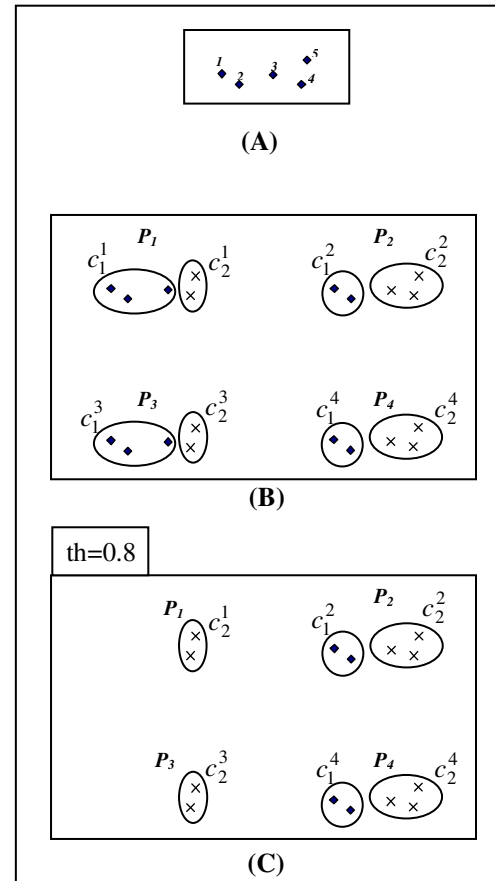 1 2 3 4 5
(A)
P₁ P₂
c₁¹ c₂¹ c₁² c₂²
P₃ P₄
c₁³ c₂³ c₁⁴ c₂⁴
(B)
th=0.8
P₁ P₂
c₂¹ c₁² c₂²
P₃ P₄
c₂³ c₁⁴ c₂⁴
(C)